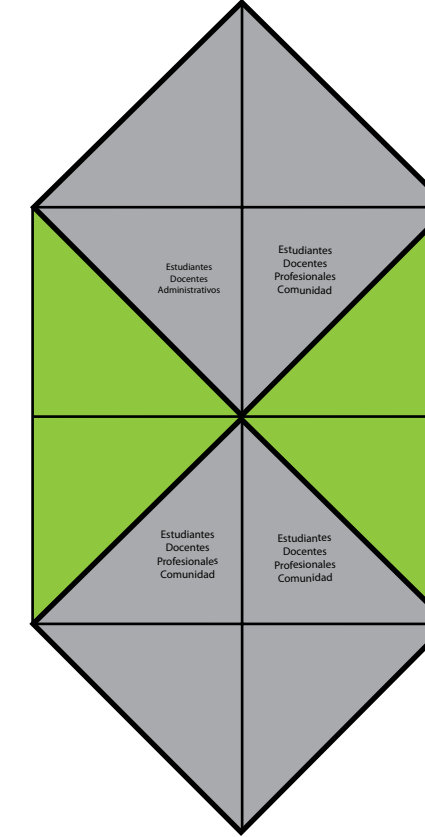 Estudiantes
Docentes
Administrativos
Estudiantes
Docentes
Profesionales
Comunidad
Estudiantes
Docentes
Profesionales
Comunidad
Estudiantes
Docentes
Profesionales
Comunidad